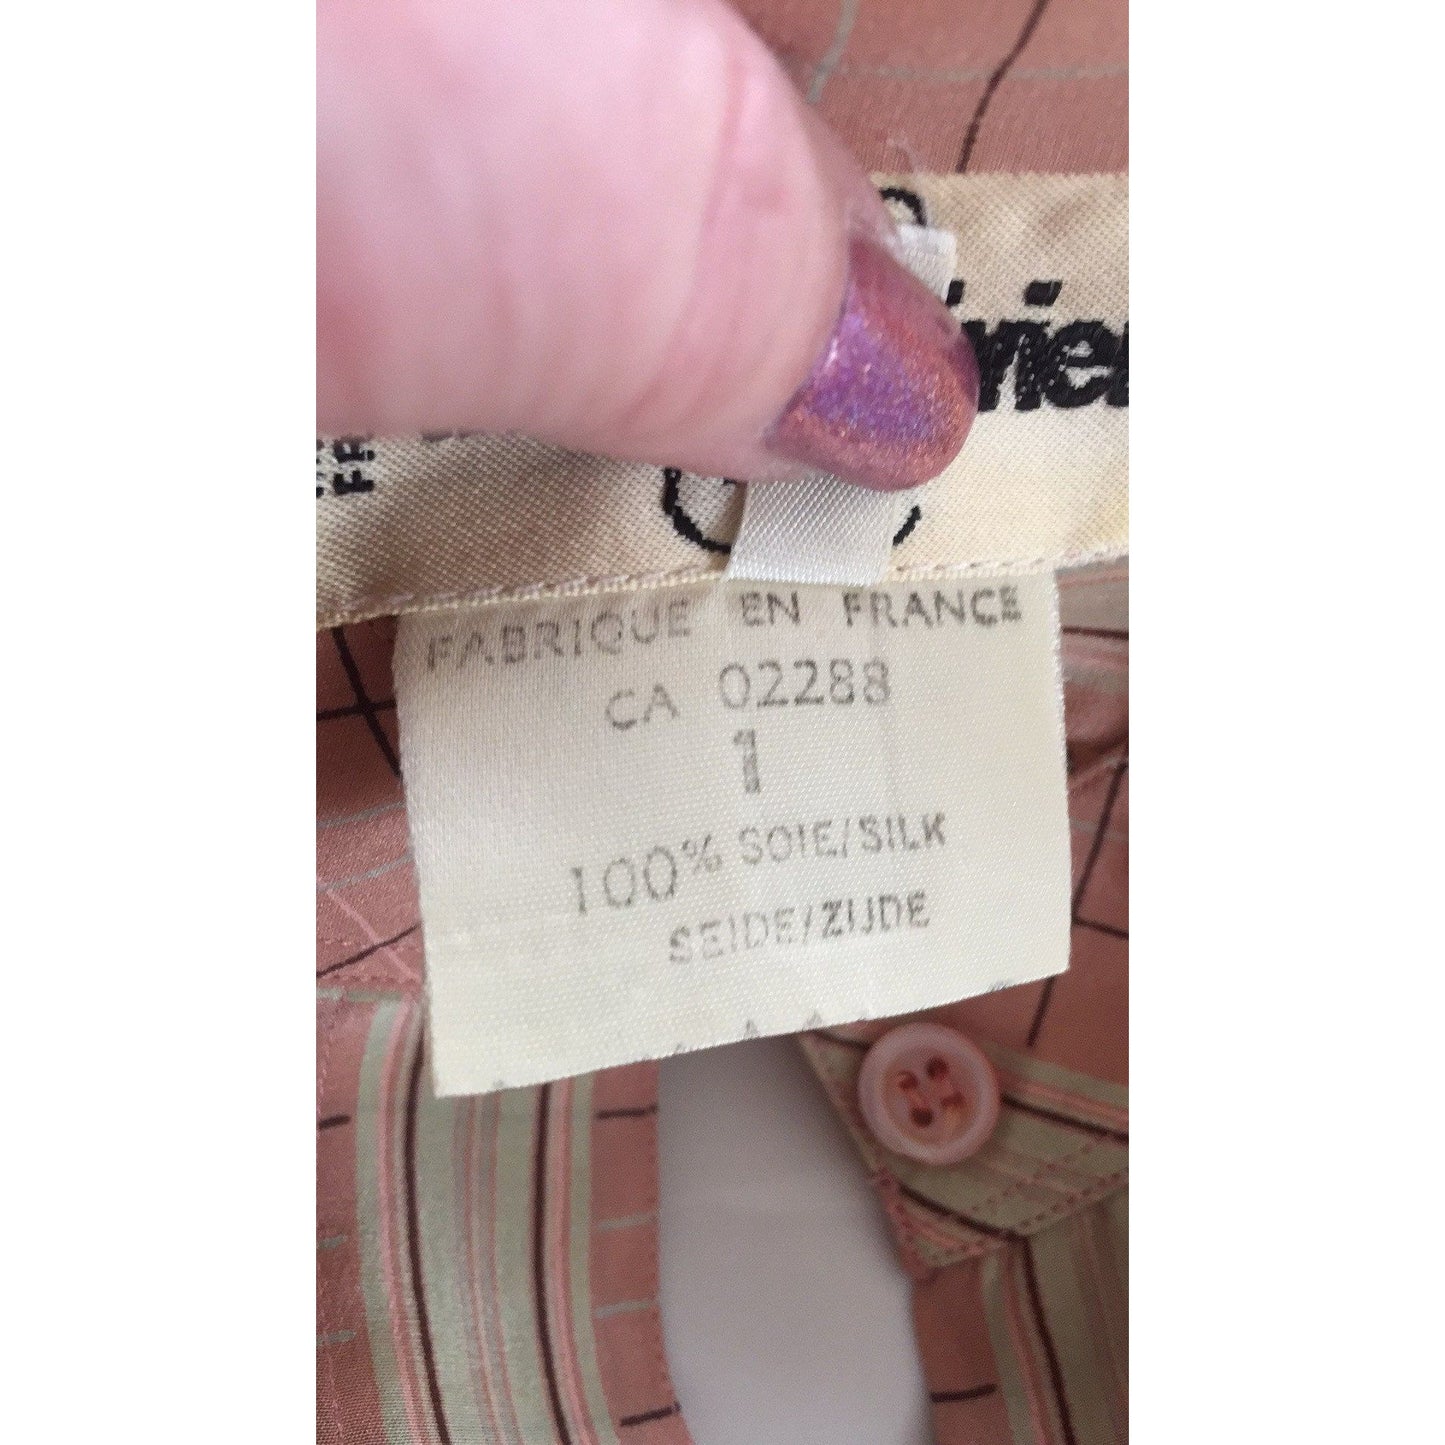 FABRIQUE EN FRANCE
CA 02288
1
100% SOIE/SILK
SEIDE/ZIJDE